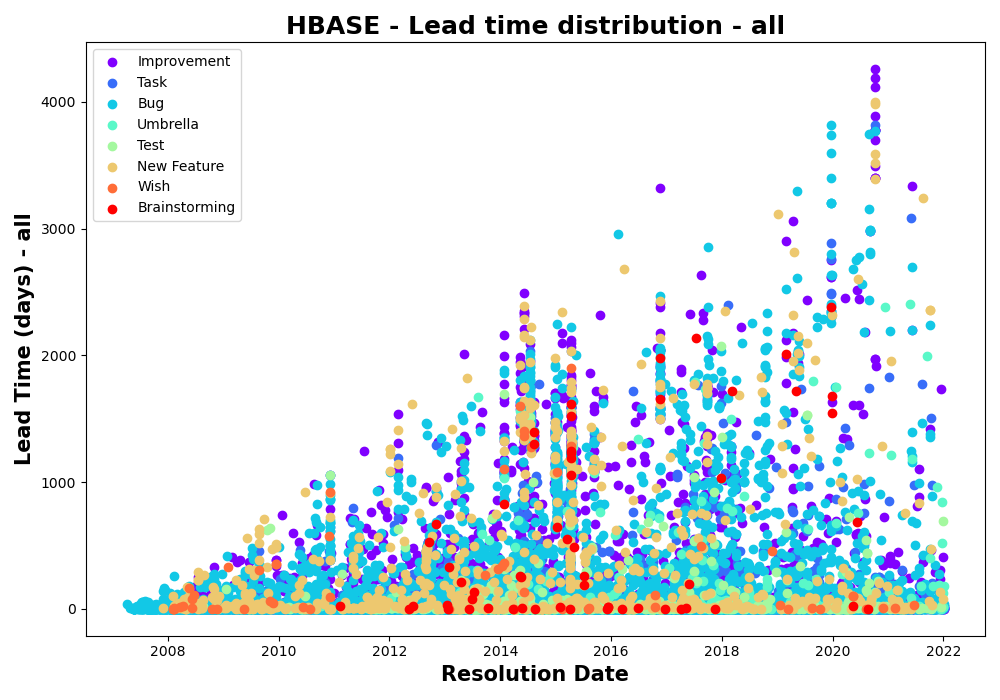 HBASE - Lead time distribution - all
Improvement
Task
Bug
Umbrella
Test
New Feature
Wish
Brainstorming
Lead Time (days) - all
4000
3000
2000
1000
0
2008 2010 2012 2014 2016 2018 2020 2022
Resolution Date